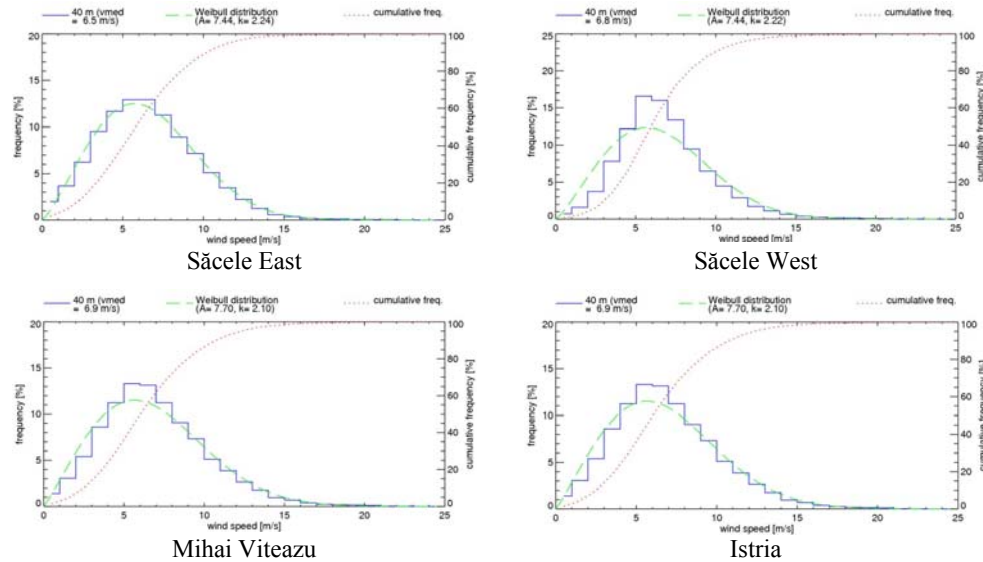 40 m (vmed = 6.5 m/s)
Weibull distribution (A= 7.44, k= 2.24)
cumulative freq.
frequency [%]
20
15
10
5
0
100
80
60
40
20
0
cumulative frequency [%]
0 5 10 15 20 25
wind speed [m/s]
Săcele East
40 m (vmed = 6.8 m/s)
Weibull distribution (A= 7.44, k= 2.22)
cumulative freq.
frequency [%]
25
20
15
10
5
0
100
80
60
40
20
0
cumulative frequency [%]
0 5 10 15 20 25
wind speed [m/s]
Săcele West
40 m (vmed = 6.9 m/s)
Weibull distribution (A= 7.70, k= 2.10)
cumulative freq.
frequency [%]
20
15
10
5
0
100
80
60
40
20
0
cumulative frequency [%]
0 5 10 15 20 25
wind speed [m/s]
Mihai Viteazu
40 m (vmed = 6.9 m/s)
Weibull distribution (A= 7.70, k= 2.10)
cumulative freq.
frequency [%]
20
15
10
5
0
100
80
60
40
20
0
cumulative frequency [%]
0 5 10 15 20 25
wind speed [m/s]
Istria